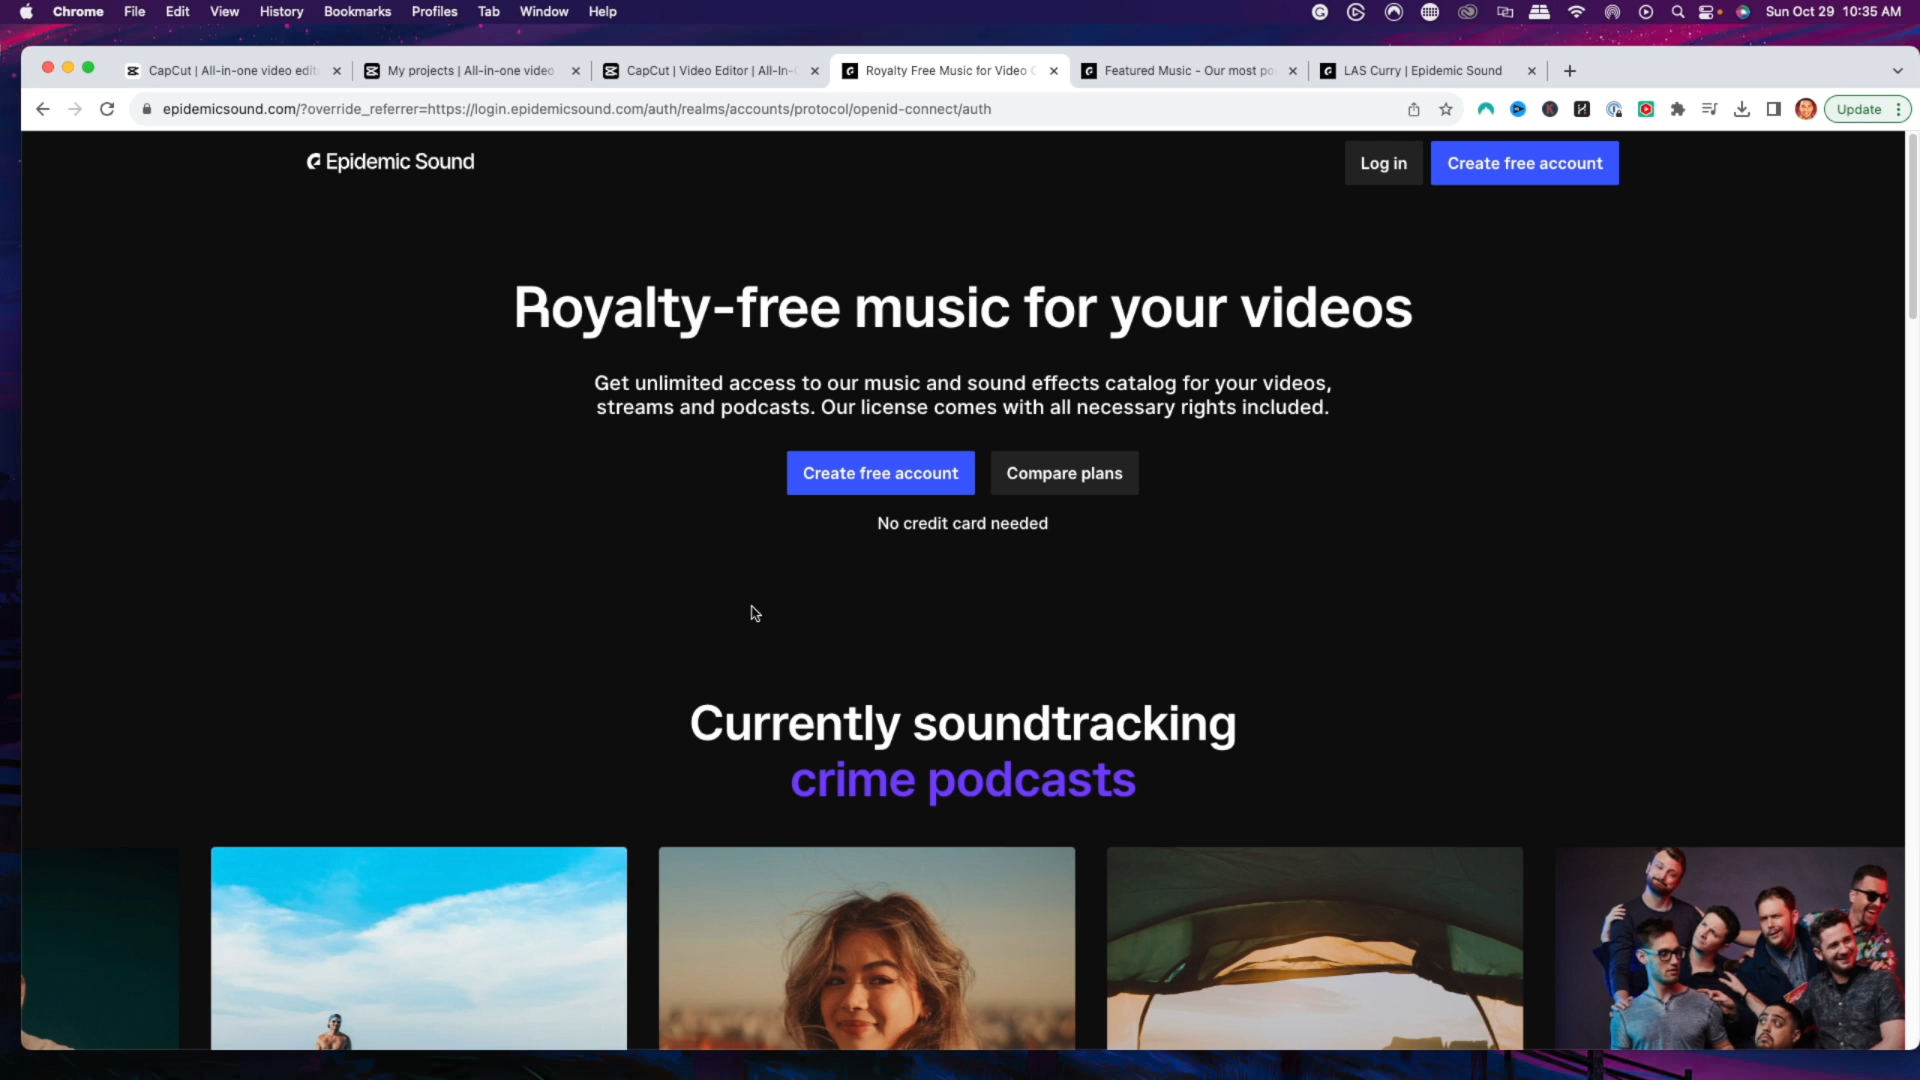 Chrome File Edit View History Bookmarks Profiles Tab Window Help Sun Oct 29 10:35 AM
CapCut | All-in-one video edit My projects | All-in-one video CapCut | Video Editor | All-In- Royalty Free Music for Video Featured Music - Our most po LAS Curry | Epidemic Sound
epidemicsound.com/?override_referrer=https://login.epidemicsound.com/auth/realms/accounts/protocol/openid-connect/auth Update
Epidemic Sound Log in Create free account
Royalty-free music for your videos
Get unlimited access to our music and sound effects catalog for your videos,
streams and podcasts. Our license comes with all necessary rights included.
Create free account Compare plans
No credit card needed
Currently soundtracking
crime podcasts